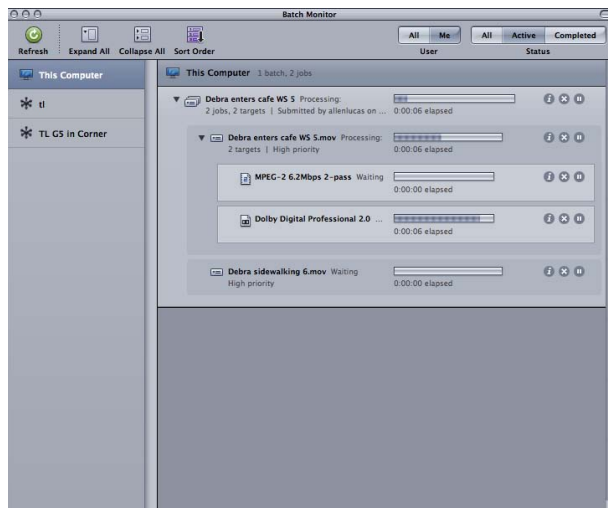 Batch Monitor
All Me All Active Completed
Refresh Expand All Collapse All Sort Order User Status
This Computer
tl
TL G5 in Corner
This Computer 1 batch, 2 jobs
Debra enters cafe WS 5 Processing:
2 jobs, 2 targets | Submitted by allenlucas on ... 0:00:06 elapsed
Debra enters cafe WS 5.mov Processing:
2 targets | High priority 0:00:06 elapsed
MPEG-2 6.2Mbps 2-pass Waiting
0:00:00 elapsed
Dolby Digital Professional 2.0 ...
0:00:06 elapsed
Debra sidewalking 6.mov Waiting
High priority 0:00:00 elapsed